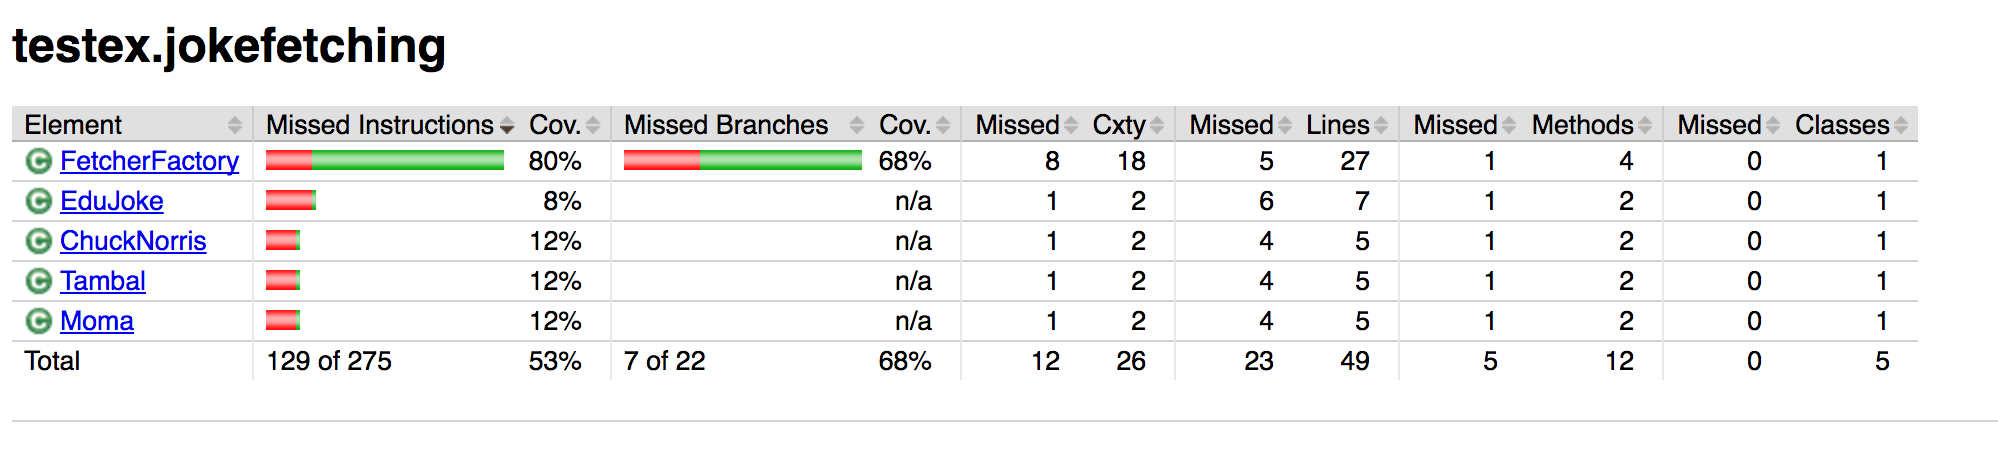 testex.jokefetching
Element Missed Instructions Cov. Missed Branches Cov. Missed Cxty Missed Lines Missed Methods Missed Classes
C FetcherFactory 80% 68% 8 18 5 27 1 4 0 1
C EduJoke 8% n/a 1 2 6 7 1 2 0 1
C ChuckNorris 12% n/a 1 2 4 5 1 2 0 1
C Tambal 12% n/a 1 2 4 5 1 2 0 1
C Moma 12% n/a 1 2 4 5 1 2 0 1
Total 129 of 275 53% 7 of 22 68% 12 26 23 49 5 12 0 5